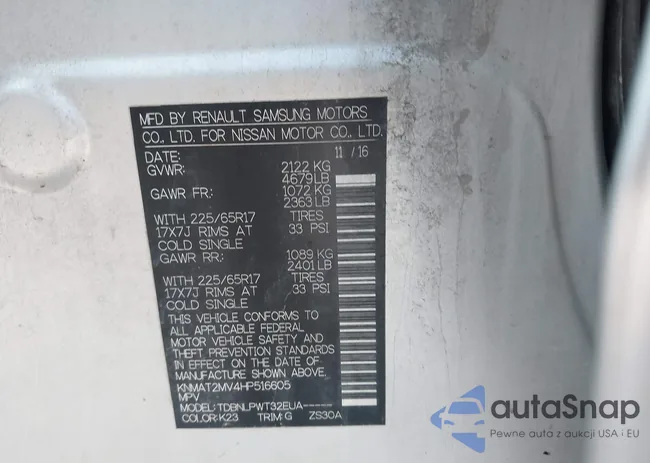 MFD BY RENAULT SAMSUNG MOTORS
CO., LTD. FOR NISSAN MOTOR CO., LTD.
DATE: 11 / 16
GVWR: 2122 KG
4679 LB
GAWR FR: 1072 KG
2363 LB
WITH 225/65R17 TIRES
17X7J RIMS AT 33 PSI
COLD SINGLE
GAWR RR: 1089 KG
2401 LB
WITH 225/65R17 TIRES
17X7J RIMS AT 33 PSI
COLD SINGLE
THIS VEHICLE CONFORMS TO
ALL APPLICABLE FEDERAL
MOTOR VEHICLE SAFETY AND
THEFT PREVENTION STANDARDS
IN EFFECT ON THE DATE OF
MANUFACTURE SHOWN ABOVE.
KNMAT2MV4HP516605
MPV
MODEL: TDBNLPWT32EUA-----
COLOR: K23 TRIM: G ZS30A
autoSnap
Pewne auta z aukcji USA i EU